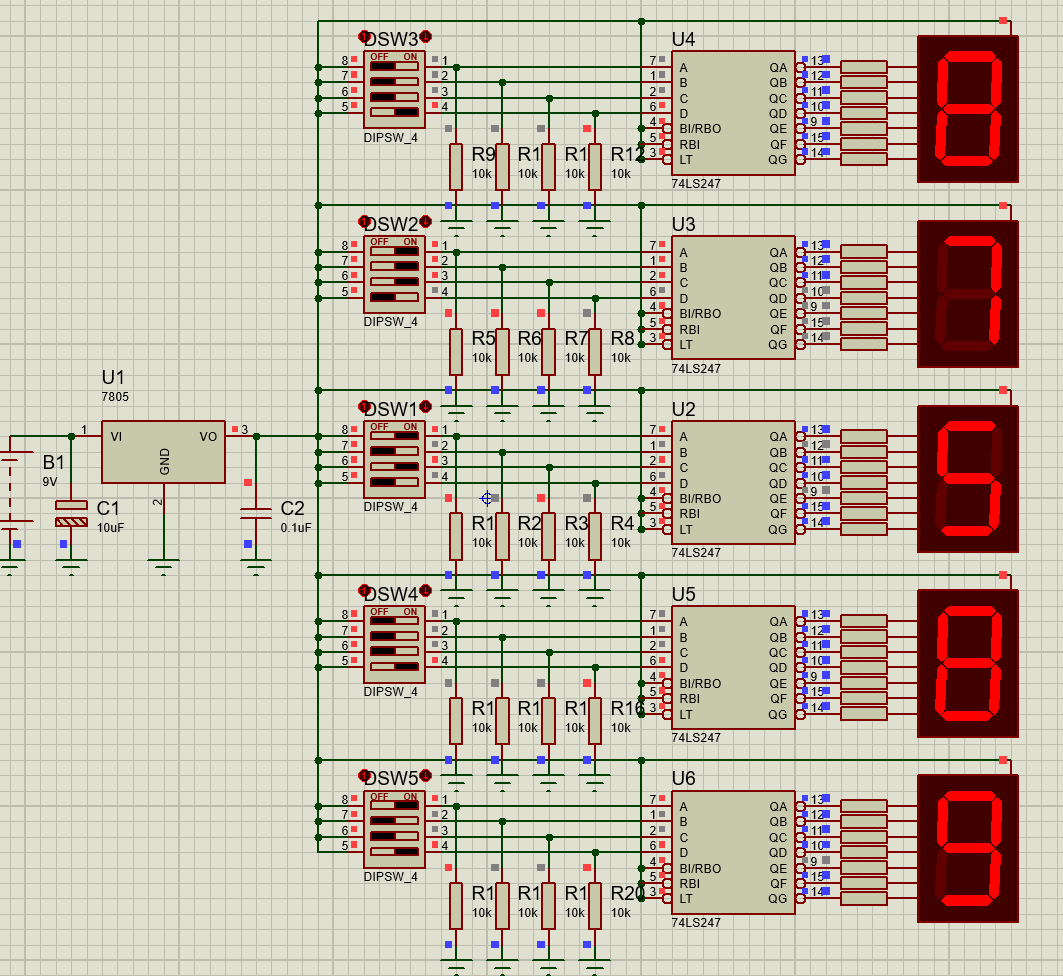 DSW3 U4
OFF ON
8 1 7 A QA 13
7 2 1 B QB 12
6 3 2 C QC 11
5 4 6 D QD 10
4 BI/RBO QE 9
DIPSW_4 5 RBI QF 15
R9 R1 R1 R12 3 LT QG 14
10k 10k 10k 10k
74LS247
8
DSW2 U3
OFF ON
8 1 7 A QA 13
7 2 1 B QB 12
6 3 2 C QC 11
5 4 6 D QD 10
4 BI/RBO QE 9
DIPSW_4 5 RBI QF 15
R5 R6 R7 R8 3 LT QG 14
10k 10k 10k 10k
74LS247
7
U1
7805
1 VI VO 3
GND
2
B1
9V
C1
10uF
C2
0.1uF
DSW1 U2
OFF ON
8 1 7 A QA 13
7 2 1 B QB 12
6 3 2 C QC 11
5 4 6 D QD 10
4 BI/RBO QE 9
DIPSW_4 5 RBI QF 15
R1 R2 R3 R4 3 LT QG 14
10k 10k 10k 10k
74LS247
5
DSW4 U5
OFF ON
8 1 7 A QA 13
7 2 1 B QB 12
6 3 2 C QC 11
5 4 6 D QD 10
4 BI/RBO QE 9
DIPSW_4 5 RBI QF 15
R1 R1 R1 R16 3 LT QG 14
10k 10k 10k 10k
74LS247
8
DSW5 U6
OFF ON
8 1 7 A QA 13
7 2 1 B QB 12
6 3 2 C QC 11
5 4 6 D QD 10
4 BI/RBO QE 9
DIPSW_4 5 RBI QF 15
R1 R1 R1 R20 3 LT QG 14
10k 10k 10k 10k
74LS247
9